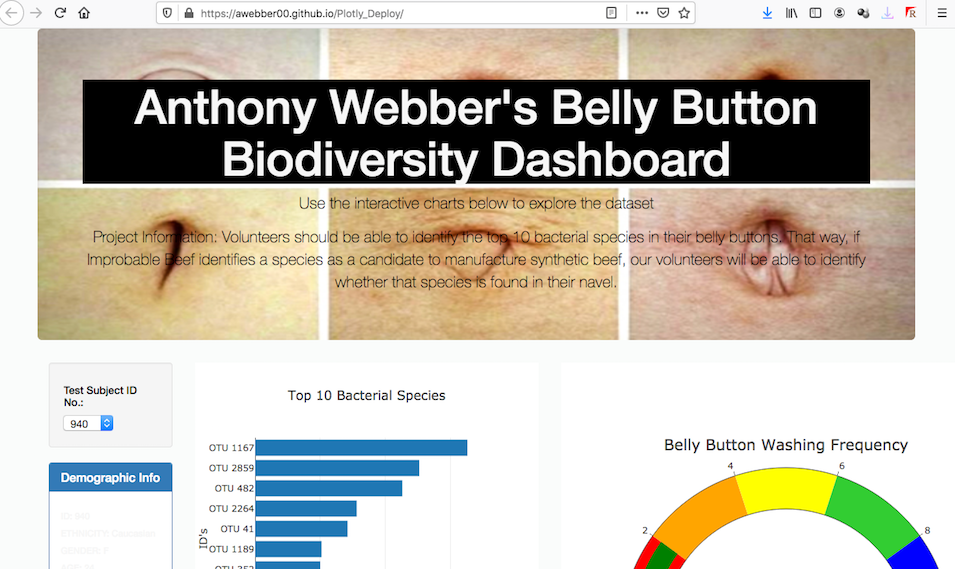 https://awebber00.github.io/Plotly_Deploy/
Anthony Webber's Belly Button
Biodiversity Dashboard
Use the interactive charts below to explore the dataset
Project Information: Volunteers should be able to identify the top 10 bacterial species in their belly buttons. That way, if
Improbable Beef identifies a species as a candidate to manufacture synthetic beef, our volunteers will be able to identify
whether that species is found in their navel.
Test Subject ID
No.:
940
Demographic Info
ID: 940
ETHNICITY: Caucasian
GENDER: F
Top 10 Bacterial Species
OTU 1167
OTU 2859
OTU 482
OTU 2264
OTU 41
OTU 1189
OTU 352
ID's
Belly Button Washing Frequency
2
4
6
8